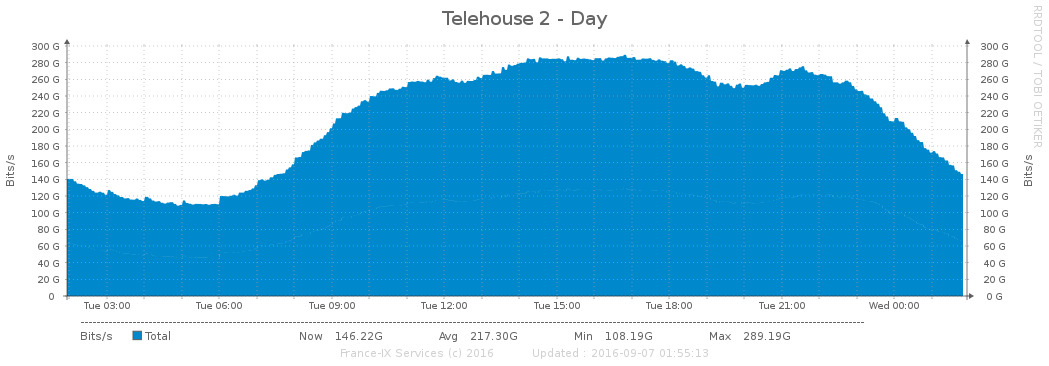 Telehouse 2 - Day
RRDTOOL / TOBI OETIKER
Bits/s
300 G
280 G
260 G
240 G
220 G
200 G
180 G
160 G
140 G
120 G
100 G
80 G
60 G
40 G
20 G
0
300 G
280 G
260 G
240 G
220 G
200 G
180 G
160 G
140 G
120 G
100 G
80 G
60 G
40 G
20 G
0 G
Bits/s
Tue 03:00 Tue 06:00 Tue 09:00 Tue 12:00 Tue 15:00 Tue 18:00 Tue 21:00 Wed 00:00
Bits/s Total Now 146.22G Avg 217.30G Min 108.19G Max 289.19G
France-IX Services (c) 2016 Updated : 2016-09-07 01:55:13